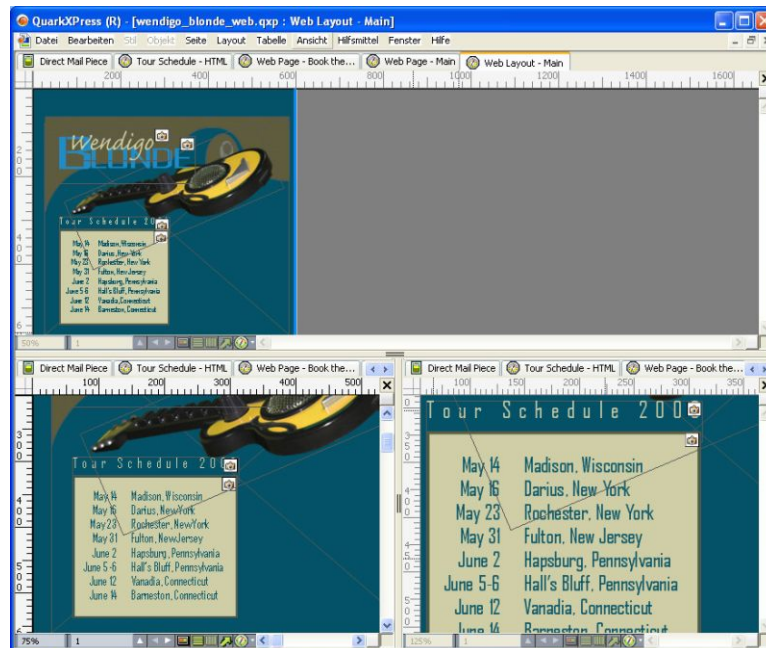 QuarkXPress (R) - [wendigo_blonde_web.qxp : Web Layout - Main]
Datei Bearbeiten Stil Objekt Seite Layout Tabelle Ansicht Hilfsmittel Fenster Hilfe
Direct Mail Piece Tour Schedule - HTML Web Page - Book the... Web Page - Main Web Layout - Main
200 400 600 800 1000 1200 1400 1600
Wendigo
BLONDE
Tour Schedule 200
May 14 Madison, Wisconsin
May 16 Darius, New York
May 23 Rochester, New York
May 31 Fulton, New Jersey
June 2 Hapsburg, Pennsylvania
June 5-6 Hall's Bluff, Pennsylvania
June 12 Vanadia, Connecticut
June 14 Barneston, Connecticut
50% 1
Direct Mail Piece Tour Schedule - HTML Web Page - Book the...
100 200 300 400 500
Tour Schedule 200
May 14 Madison, Wisconsin
May 16 Darius, New York
May 23 Rochester, New York
May 31 Fulton, New Jersey
June 2 Hapsburg, Pennsylvania
June 5-6 Hall's Bluff, Pennsylvania
June 12 Vanadia, Connecticut
June 14 Barneston, Connecticut
75% 1
Direct Mail Piece Tour Schedule - HTML Web Page - Book the...
100 150 200 250 300 350
Tour Schedule 200
May 14 Madison, Wisconsin
May 16 Darius, New York
May 23 Rochester, New York
May 31 Fulton, New Jersey
June 2 Hapsburg, Pennsylvania
June 5-6 Hall's Bluff, Pennsylvania
June 12 Vanadia, Connecticut
June 14 Barneston, Connecticut
125% 1